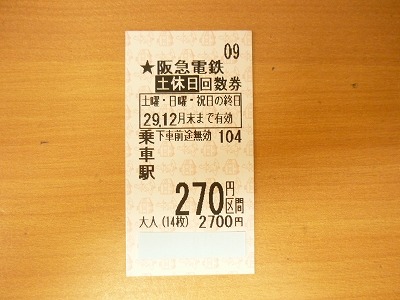 09
★阪急電鉄
土休日回数券
土曜・日曜・祝日の終日
29.12月末まで有効
下車前途無効 104
乗車駅
270円区間
大人(14枚) 2700円